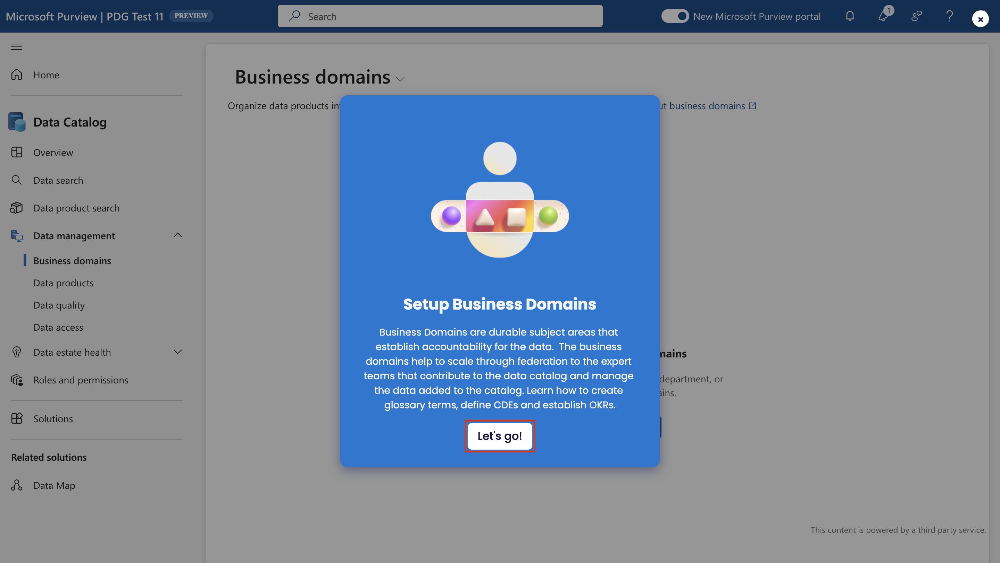 Microsoft Purview | PDG Test 11 PREVIEW
Search
New Microsoft Purview portal
1
Home
Data Catalog
Overview
Data search
Data product search
Data management
Business domains
Data products
Data quality
Data access
Data estate health
Roles and permissions
Solutions
Related solutions
Data Map
Business domains
Organize data products
business domains
Setup Business Domains
Business Domains are durable subject areas that
establish accountability for the data. The business
domains help to scale through federation to the expert
teams that contribute to the data catalog and manage
the data added to the catalog. Learn how to create
glossary terms, define CDEs and establish OKRs.
Let's go!
department, or
This content is powered by a third party service.